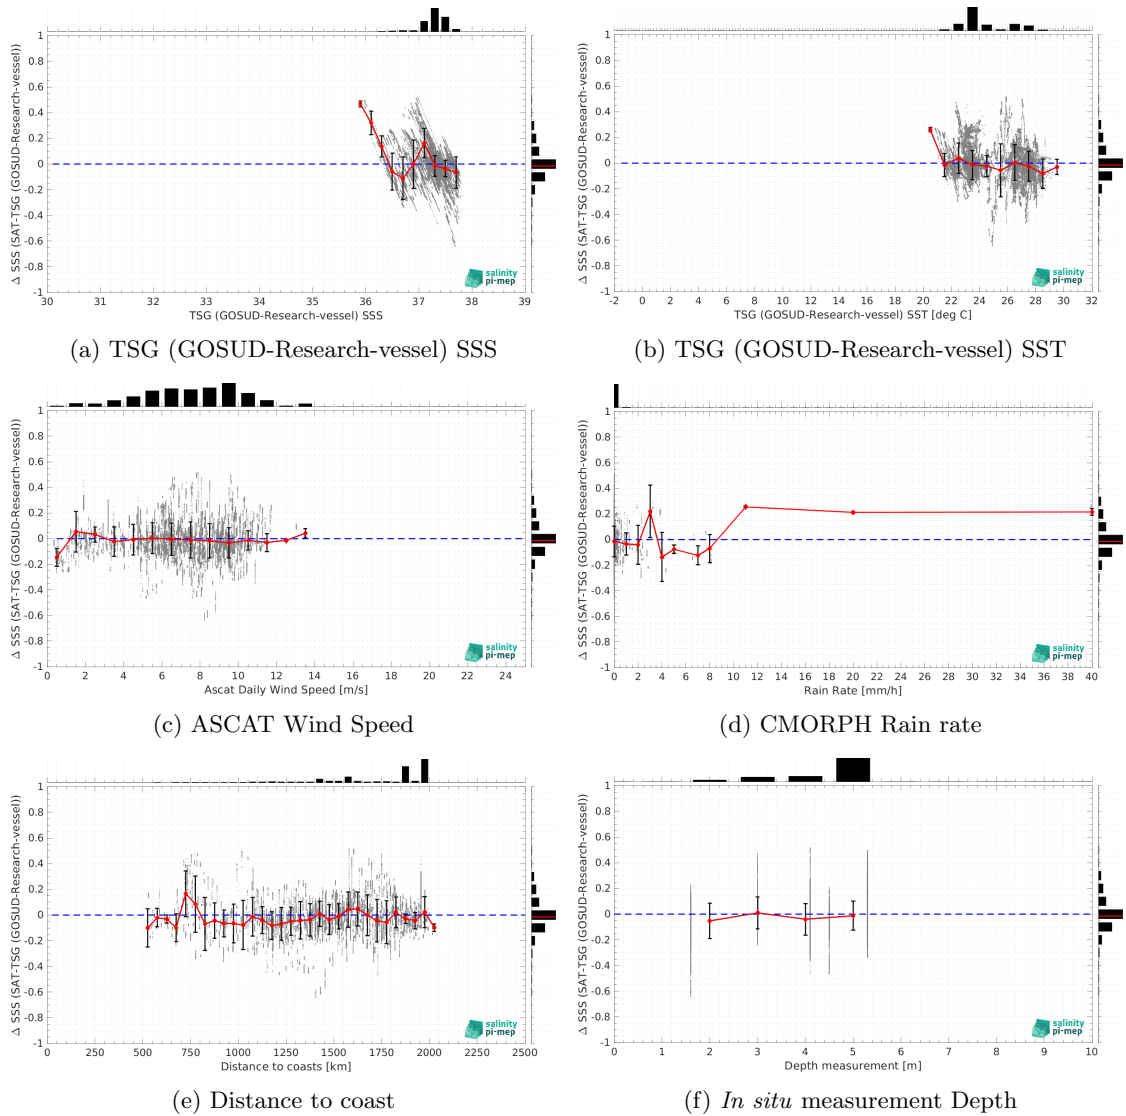 Δ SSS (SAT-TSG (GOSUD-Research-vessel))
1
0.8
0.6
0.4
0.2
0
-0.2
-0.4
-0.6
-0.8
-1
salinity
pi-mep
30 31 32 33 34 35 36 37 38 39
TSG (GOSUD-Research-vessel) SSS
(a) TSG (GOSUD-Research-vessel) SSS
Δ SSS (SAT-TSG (GOSUD-Research-vessel))
1
0.8
0.6
0.4
0.2
0
-0.2
-0.4
-0.6
-0.8
-1
salinity
pi-mep
-2 0 2 4 6 8 10 12 14 16 18 20 22 24 26 28 30 32
TSG (GOSUD-Research-vessel) SST [deg C]
(b) TSG (GOSUD-Research-vessel) SST
Δ SSS (SAT-TSG (GOSUD-Research-vessel))
1
0.8
0.6
0.4
0.2
0
-0.2
-0.4
-0.6
-0.8
-1
salinity
pi-mep
0 2 4 6 8 10 12 14 16 18 20 22 24
Ascat Daily Wind Speed [m/s]
(c) ASCAT Wind Speed
Δ SSS (SAT-TSG (GOSUD-Research-vessel))
1
0.8
0.6
0.4
0.2
0
-0.2
-0.4
-0.6
-0.8
-1
salinity
pi-mep
0 2 4 6 8 10 12 14 16 18 20 22 24 26 28 30 32 34 36 38 40
Rain Rate [mm/h]
(d) CMORPH Rain rate
Δ SSS (SAT-TSG (GOSUD-Research-vessel))
1
0.8
0.6
0.4
0.2
0
-0.2
-0.4
-0.6
-0.8
-1
salinity
pi-mep
0 250 500 750 1000 1250 1500 1750 2000 2250 2500
Distance to coasts [km]
(e) Distance to coast
Δ SSS (SAT-TSG (GOSUD-Research-vessel))
1
0.8
0.6
0.4
0.2
0
-0.2
-0.4
-0.6
-0.8
-1
salinity
pi-mep
0 1 2 3 4 5 6 7 8 9 10
Depth measurement [m]
(f) In situ measurement Depth